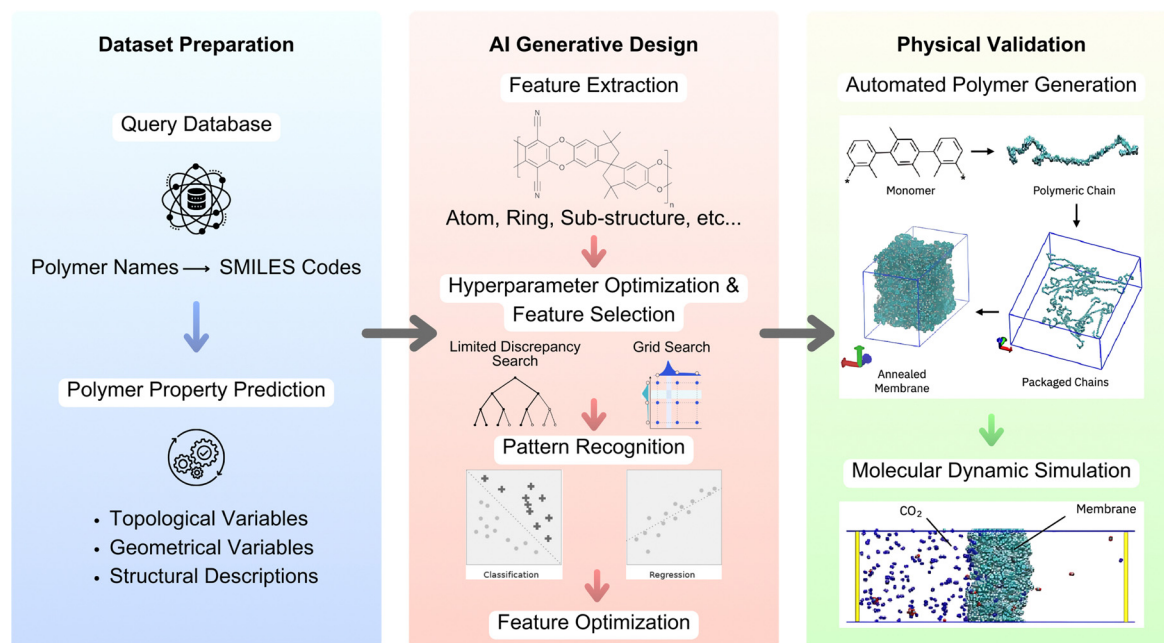 Dataset Preparation
Query Database
Polymer Names → SMILES Codes
Polymer Property Prediction
• Topological Variables
• Geometrical Variables
• Structural Descriptions
AI Generative Design
Feature Extraction
N
N
O
O
O
O
n
Atom, Ring, Sub-structure, etc...
Hyperparameter Optimization &
Feature Selection
Limited Discrepancy
Search
Grid Search
Pattern Recognition
Classification
Regression
Feature Optimization
Physical Validation
Automated Polymer Generation
*
*
Monomer
Polymeric Chain
Annealed
Membrane
Packaged Chains
Molecular Dynamic Simulation
CO₂
Membrane